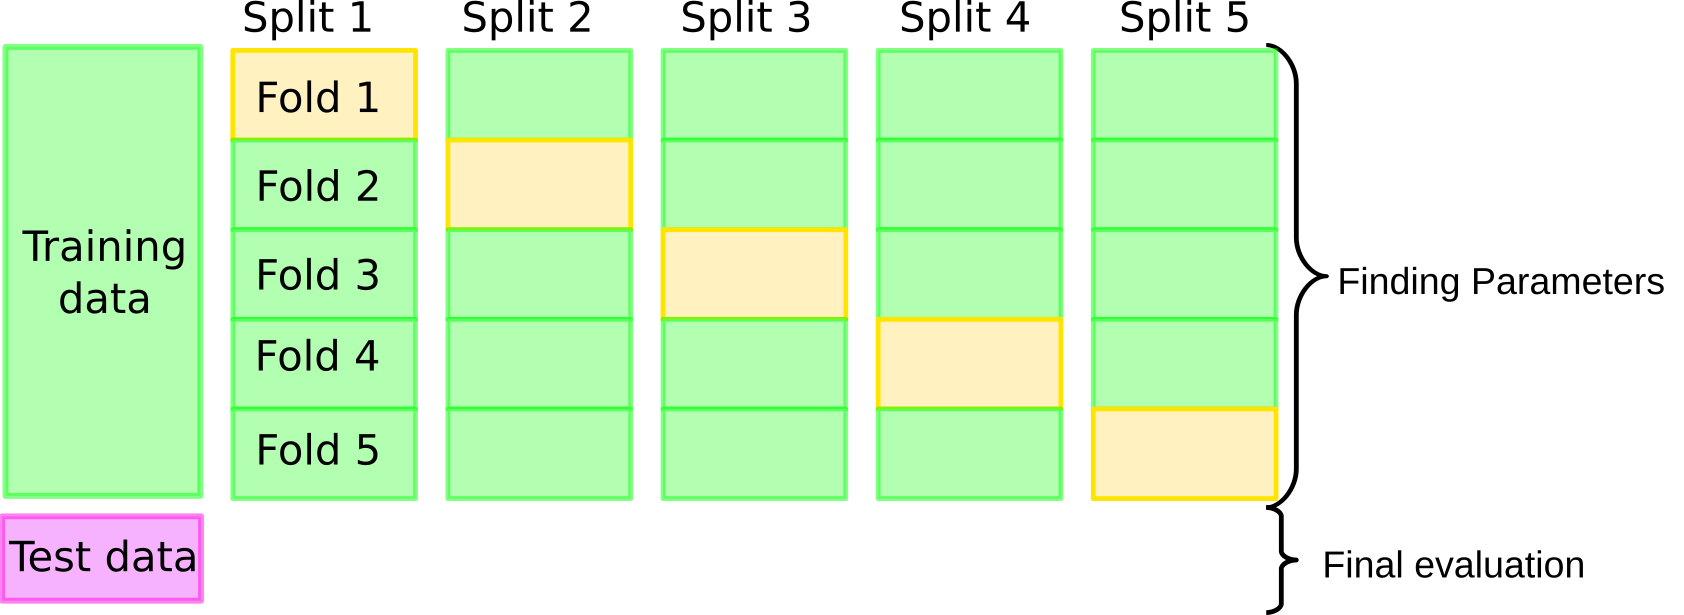 Split 1
Split 2
Split 3
Split 4
Split 5
Fold 1
Fold 2
Fold 3
Fold 4
Fold 5
Training
data
Finding Parameters
Test data
Final evaluation